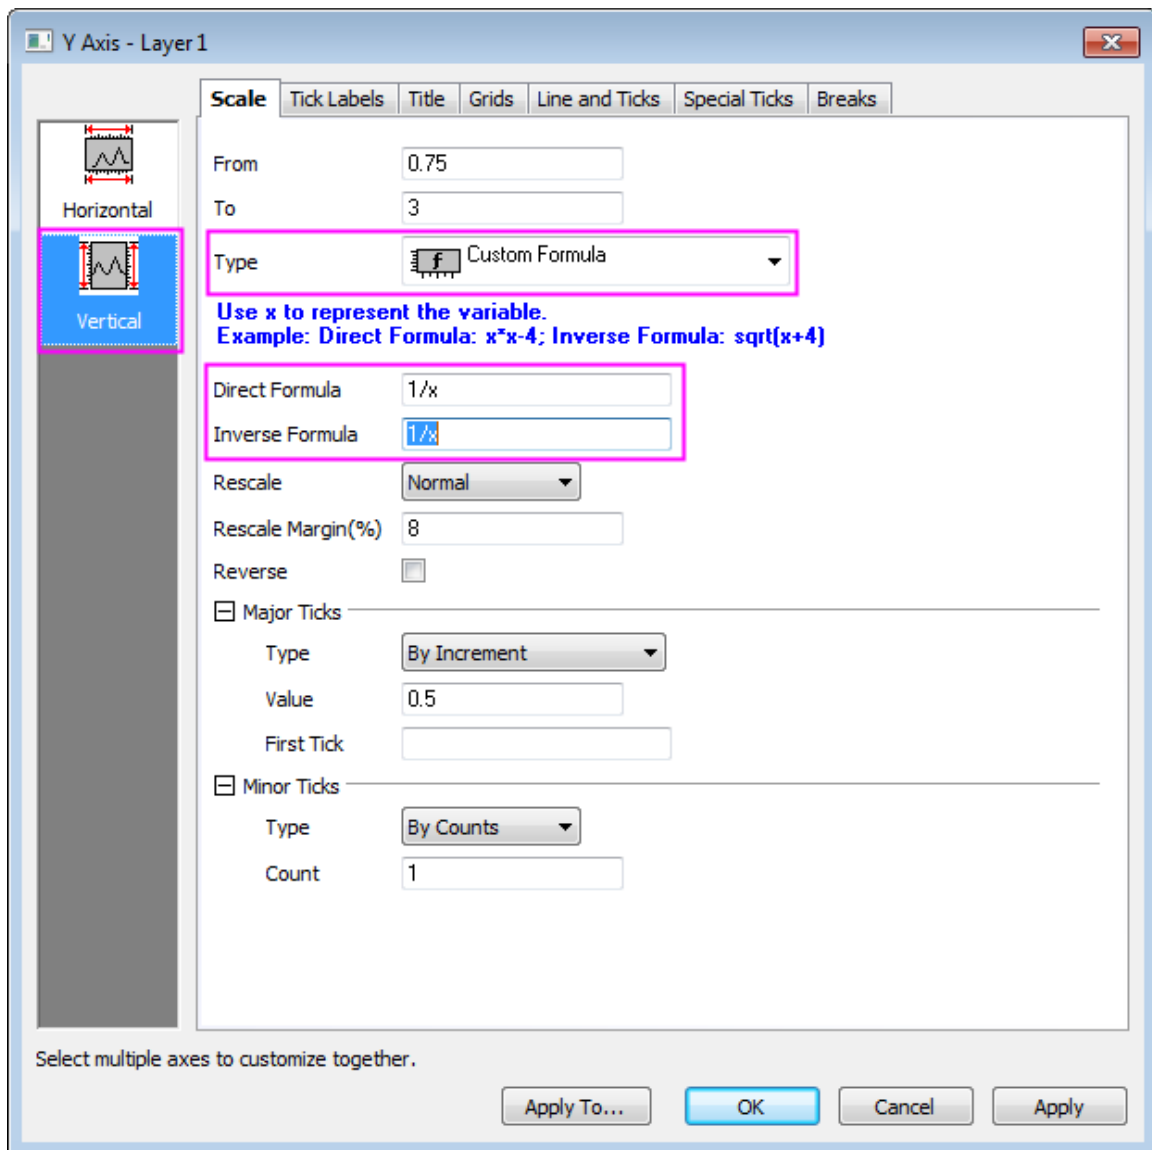 Y Axis - Layer1
Scale Tick Labels Title Grids Line and Ticks Special Ticks Breaks
Horizontal
Vertical
From 0.75
To 3
Type f Custom Formula
Use x to represent the variable.
Example: Direct Formula: x*x-4; Inverse Formula: sqrt(x+4)
Direct Formula 1/x
Inverse Formula 1/x
Rescale Normal
Rescale Margin(%) 8
Reverse
Major Ticks
Type By Increment
Value 0.5
First Tick
Minor Ticks
Type By Counts
Count 1
Select multiple axes to customize together.
Apply To... OK Cancel Apply